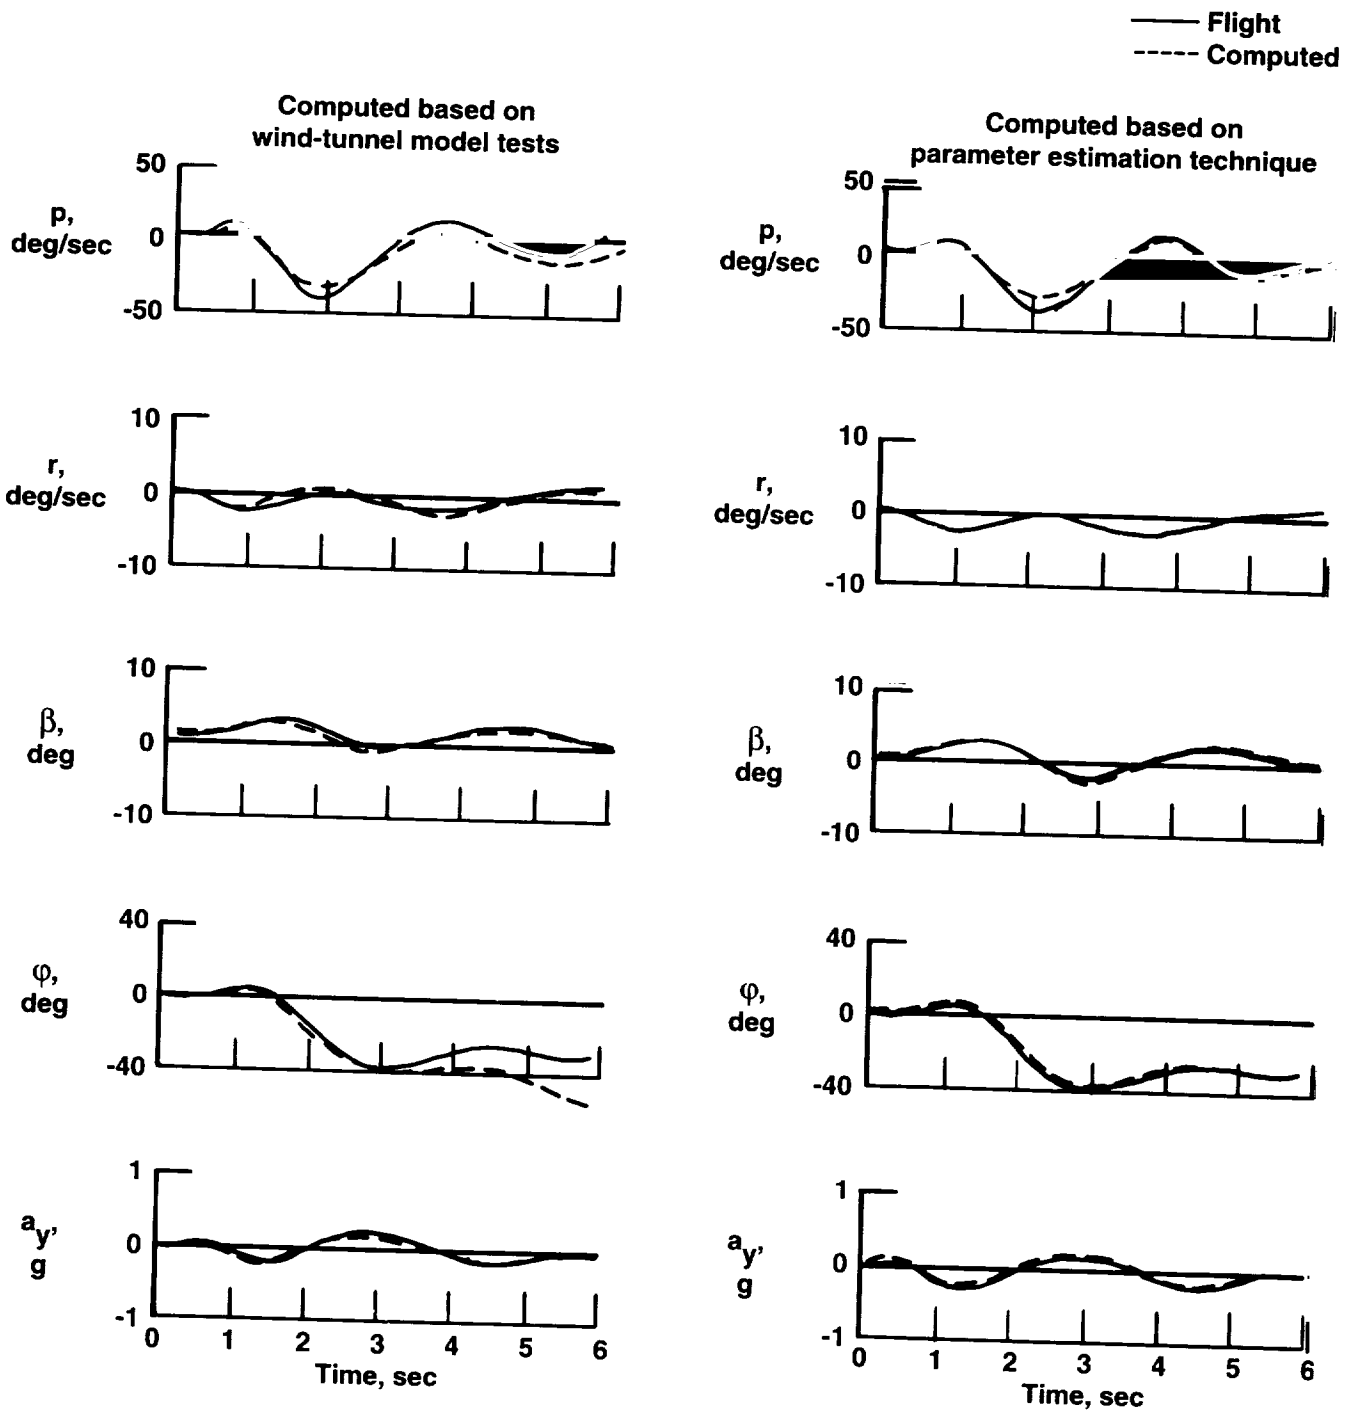 Flight
Computed
Computed based on
wind-tunnel model tests
50
p,
deg/sec
0
-50
10
r,
deg/sec
0
-10
10
β,
deg
0
-10
40
φ,
deg
0
-40
1
ay,
g
0
-1
0 1 2 3 4 5 6
Time, sec
Computed based on
parameter estimation technique
50
p,
deg/sec
0
-50
10
r,
deg/sec
0
-10
10
β,
deg
0
-10
40
φ,
deg
0
-40
1
ay,
g
0
-1
0 1 2 3 4 5 6
Time, sec